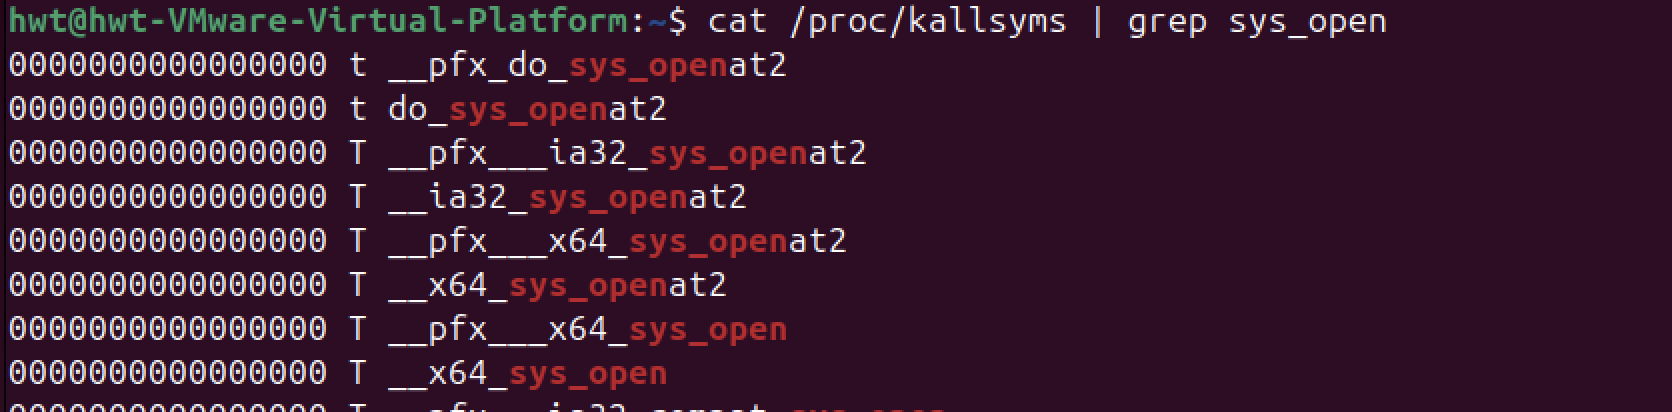 hwt@hwt-VMware-Virtual-Platform:~$ cat /proc/kallsyms | grep sys_open
0000000000000000 t __pfx_do_sys_openat2
0000000000000000 t do_sys_openat2
0000000000000000 T __pfx___ia32_sys_openat2
0000000000000000 T __ia32_sys_openat2
0000000000000000 T __pfx___x64_sys_openat2
0000000000000000 T __x64_sys_openat2
0000000000000000 T __pfx___x64_sys_open
0000000000000000 T __x64_sys_open